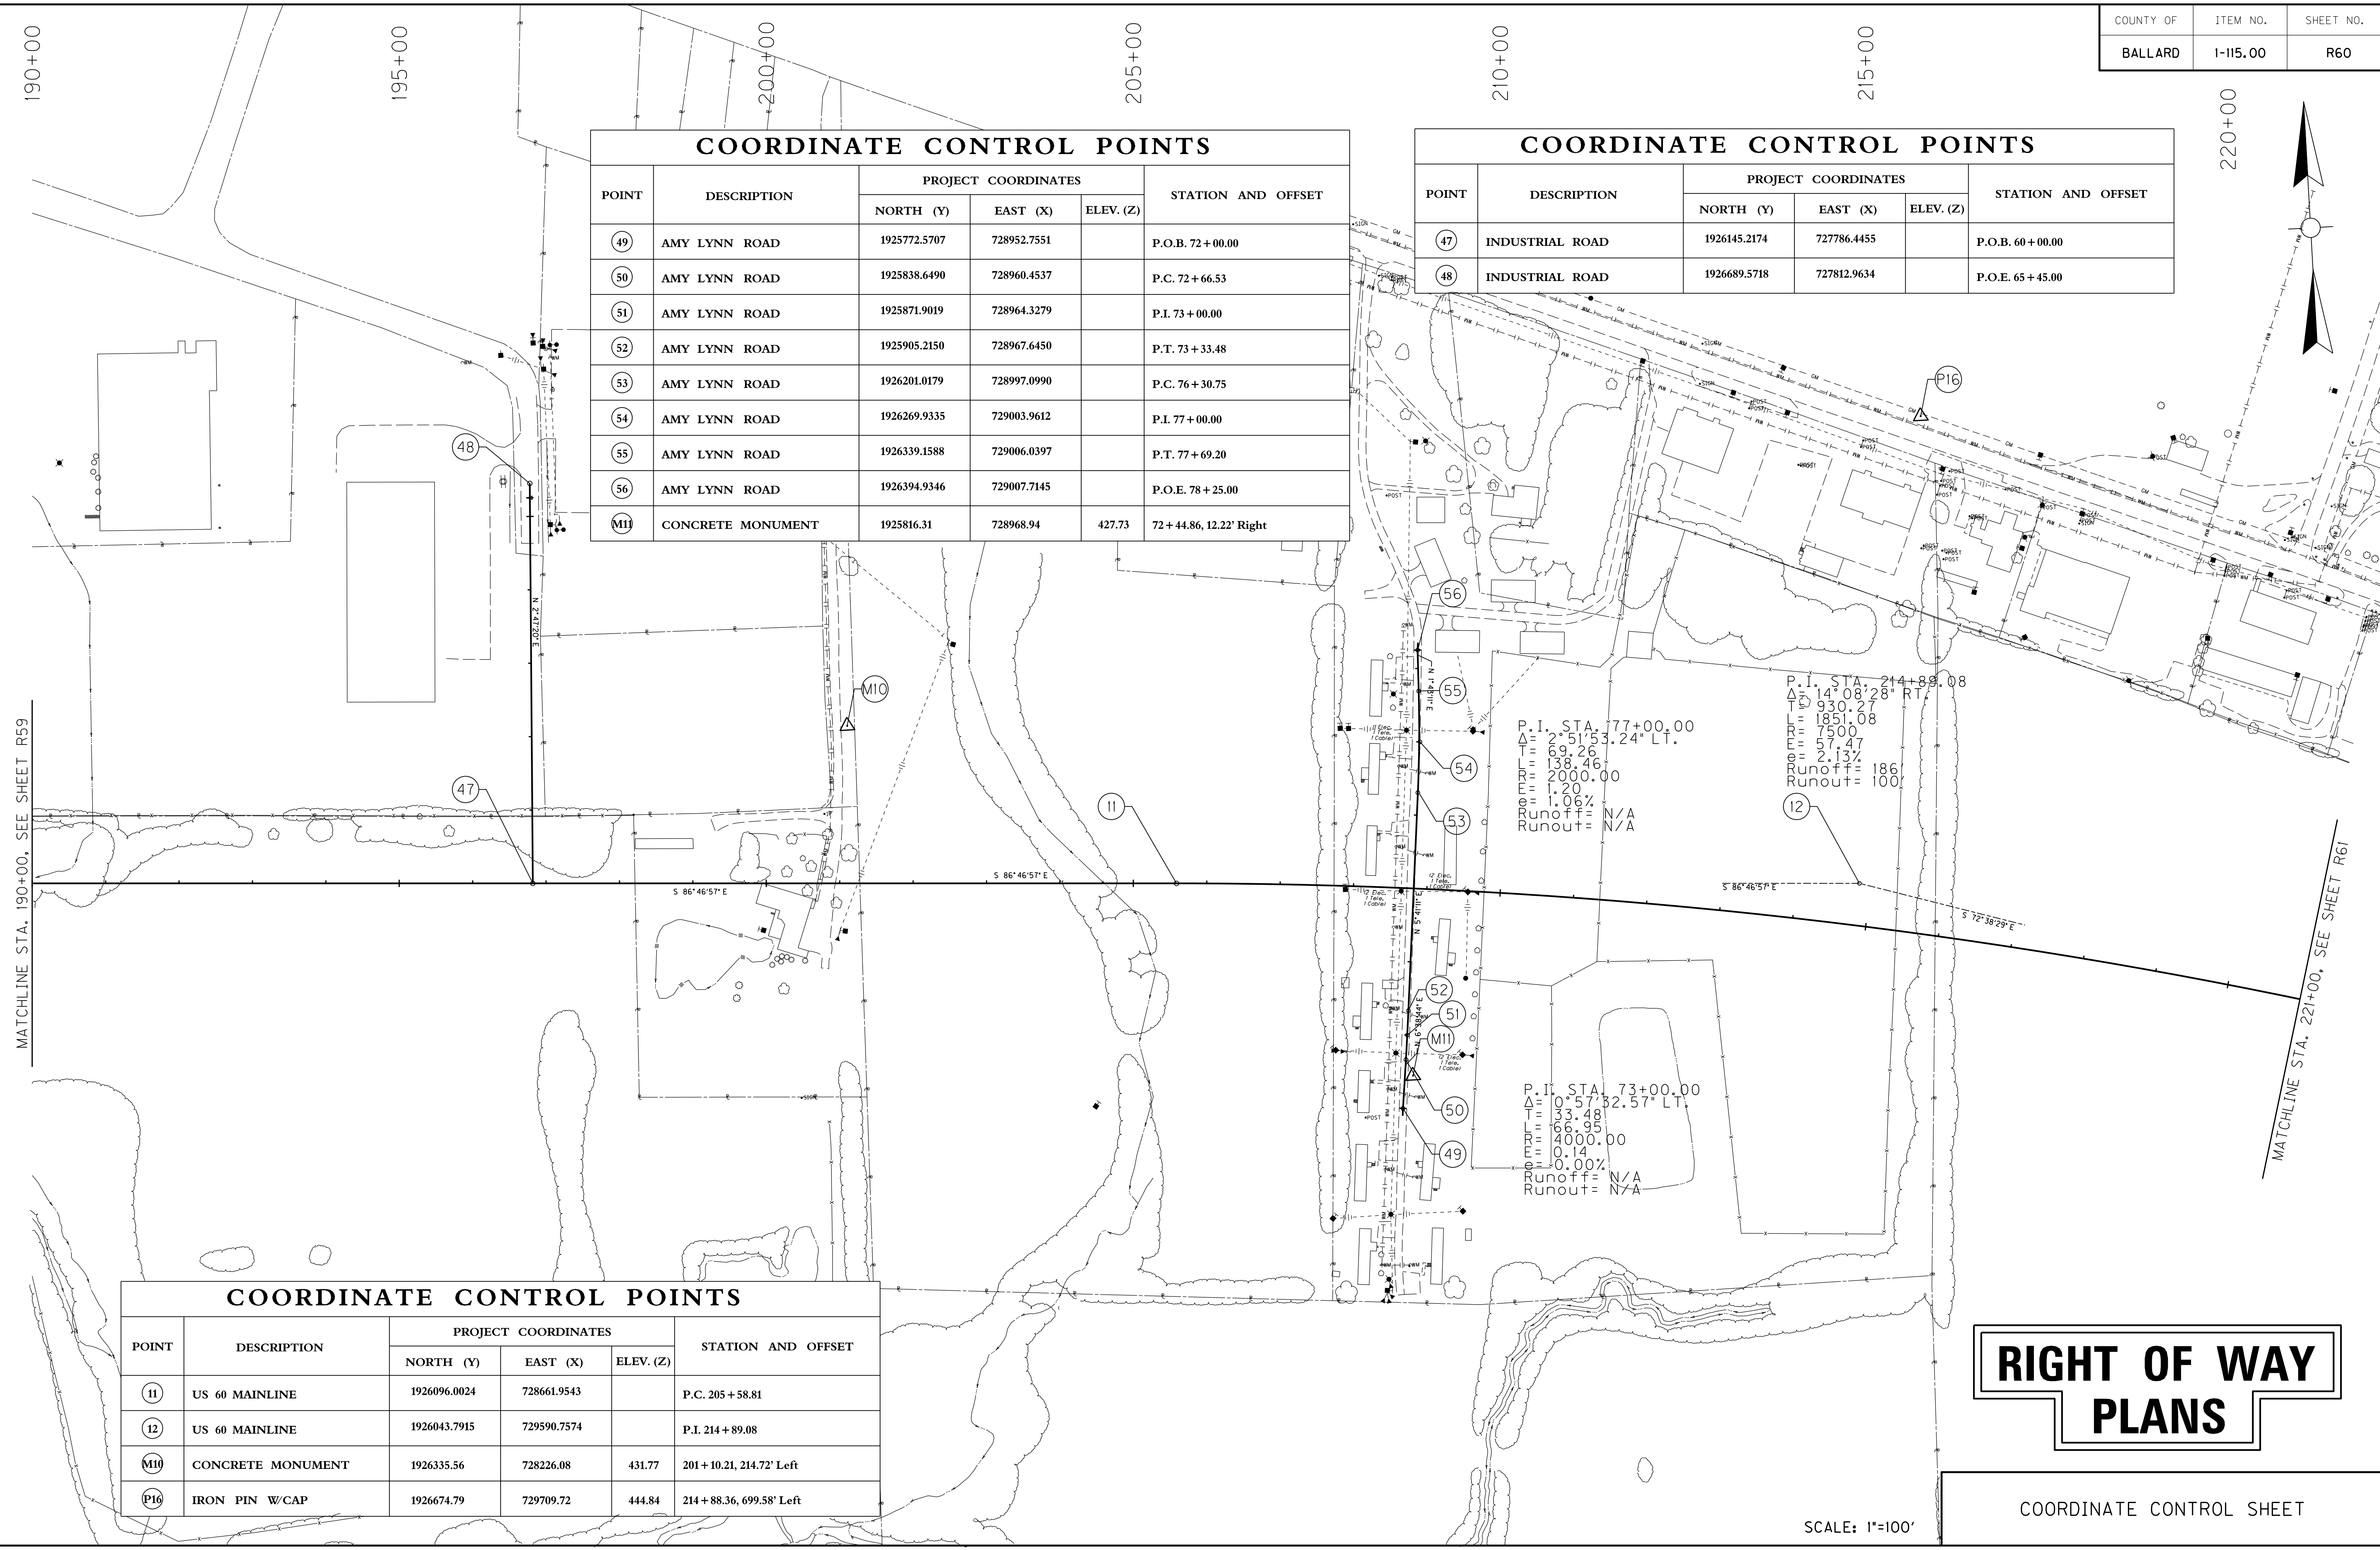 COUNTY OF ITEM NO. SHEET NO.
BALLARD 1-115.00 R60
190+00
195+00
200+00
205+00
210+00
215+00
220+00
COORDINATE CONTROL POINTS
POINT DESCRIPTION PROJECT COORDINATES STATION AND OFFSET
NORTH (Y) EAST (X) ELEV. (Z)
49 AMY LYNN ROAD 1925772.5707 728952.7551 P.O.B. 72+00.00
50 AMY LYNN ROAD 1925838.6490 728960.4537 P.C. 72+66.53
51 AMY LYNN ROAD 1925871.9019 728964.3279 P.I. 73+00.00
52 AMY LYNN ROAD 1925905.2150 728967.6450 P.T. 73+33.48
53 AMY LYNN ROAD 1926201.0179 728997.0990 P.C. 76+30.75
54 AMY LYNN ROAD 1926269.9335 729003.9612 P.I. 77+00.00
55 AMY LYNN ROAD 1926339.1588 729006.0397 P.T. 77+69.20
56 AMY LYNN ROAD 1926394.9346 729007.7145 P.O.E. 78+25.00
M11 CONCRETE MONUMENT 1925816.31 728968.94 427.73 72+44.86, 12.22' Right
COORDINATE CONTROL POINTS
POINT DESCRIPTION PROJECT COORDINATES STATION AND OFFSET
NORTH (Y) EAST (X) ELEV. (Z)
47 INDUSTRIAL ROAD 1926145.2174 727786.4455 P.O.B. 60+00.00
48 INDUSTRIAL ROAD 1926689.5718 727812.9634 P.O.E. 65+45.00
P16
48
N 2°47'20" E
M10
47
11
12
56
55
54
53
52
51
M11
50
49
S 86°46'57" E
S 86°46'57" E
S 86°46'57" E
S 72°38'29" E
N 5°41'11" E
N 6°38'44" E
P.I. STA. 77+00.00
Δ= 2°51'53.24" LT.
T= 69.26
L= 138.46
R= 2000.00
E= 1.20
e= 1.06%
Runoff= N/A
Runout= N/A
P.I. STA. 214+89.08
Δ= 14°08'28" RT.
T= 930.27
L= 1851.08
R= 7500
E= 57.47
e= 2.13%
Runoff= 186'
Runout= 100'
P.I. STA. 73+00.00
Δ= 0°57'32.57" LT.
T= 33.48
L= 66.95
R= 4000.00
E= 0.14
e= 0.00%
Runoff= N/A
Runout= N/A
MATCHLINE STA. 190+00, SEE SHEET R59
MATCHLINE STA. 221+00, SEE SHEET R61
COORDINATE CONTROL POINTS
POINT DESCRIPTION PROJECT COORDINATES STATION AND OFFSET
NORTH (Y) EAST (X) ELEV. (Z)
11 US 60 MAINLINE 1926096.0024 728661.9543 P.C. 205+58.81
12 US 60 MAINLINE 1926043.7915 729590.7574 P.I. 214+89.08
M10 CONCRETE MONUMENT 1926335.56 728226.08 431.77 201+10.21, 214.72' Left
P16 IRON PIN W/CAP 1926674.79 729709.72 444.84 214+88.36, 699.58' Left
RIGHT OF WAY
PLANS
SCALE: 1"=100'
COORDINATE CONTROL SHEET